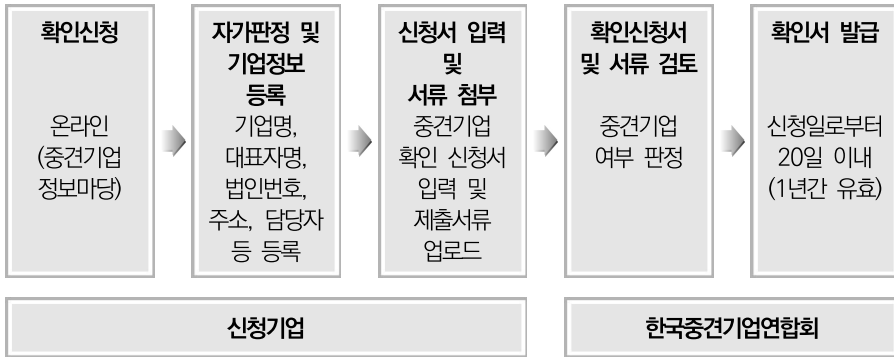 확인신청
온라인
(중견기업
정보마당)
자가판정 및
기업정보
등록
기업명,
대표자명,
법인번호,
주소, 담당자
등 등록
신청서 입력
및
서류 첨부
중견기업
확인 신청서
입력 및
제출서류
업로드
확인신청서
및 서류 검토
중견기업
여부 판정
확인서 발급
신청일로부터
20일 이내
(1년간 유효)
신청기업
한국중견기업연합회